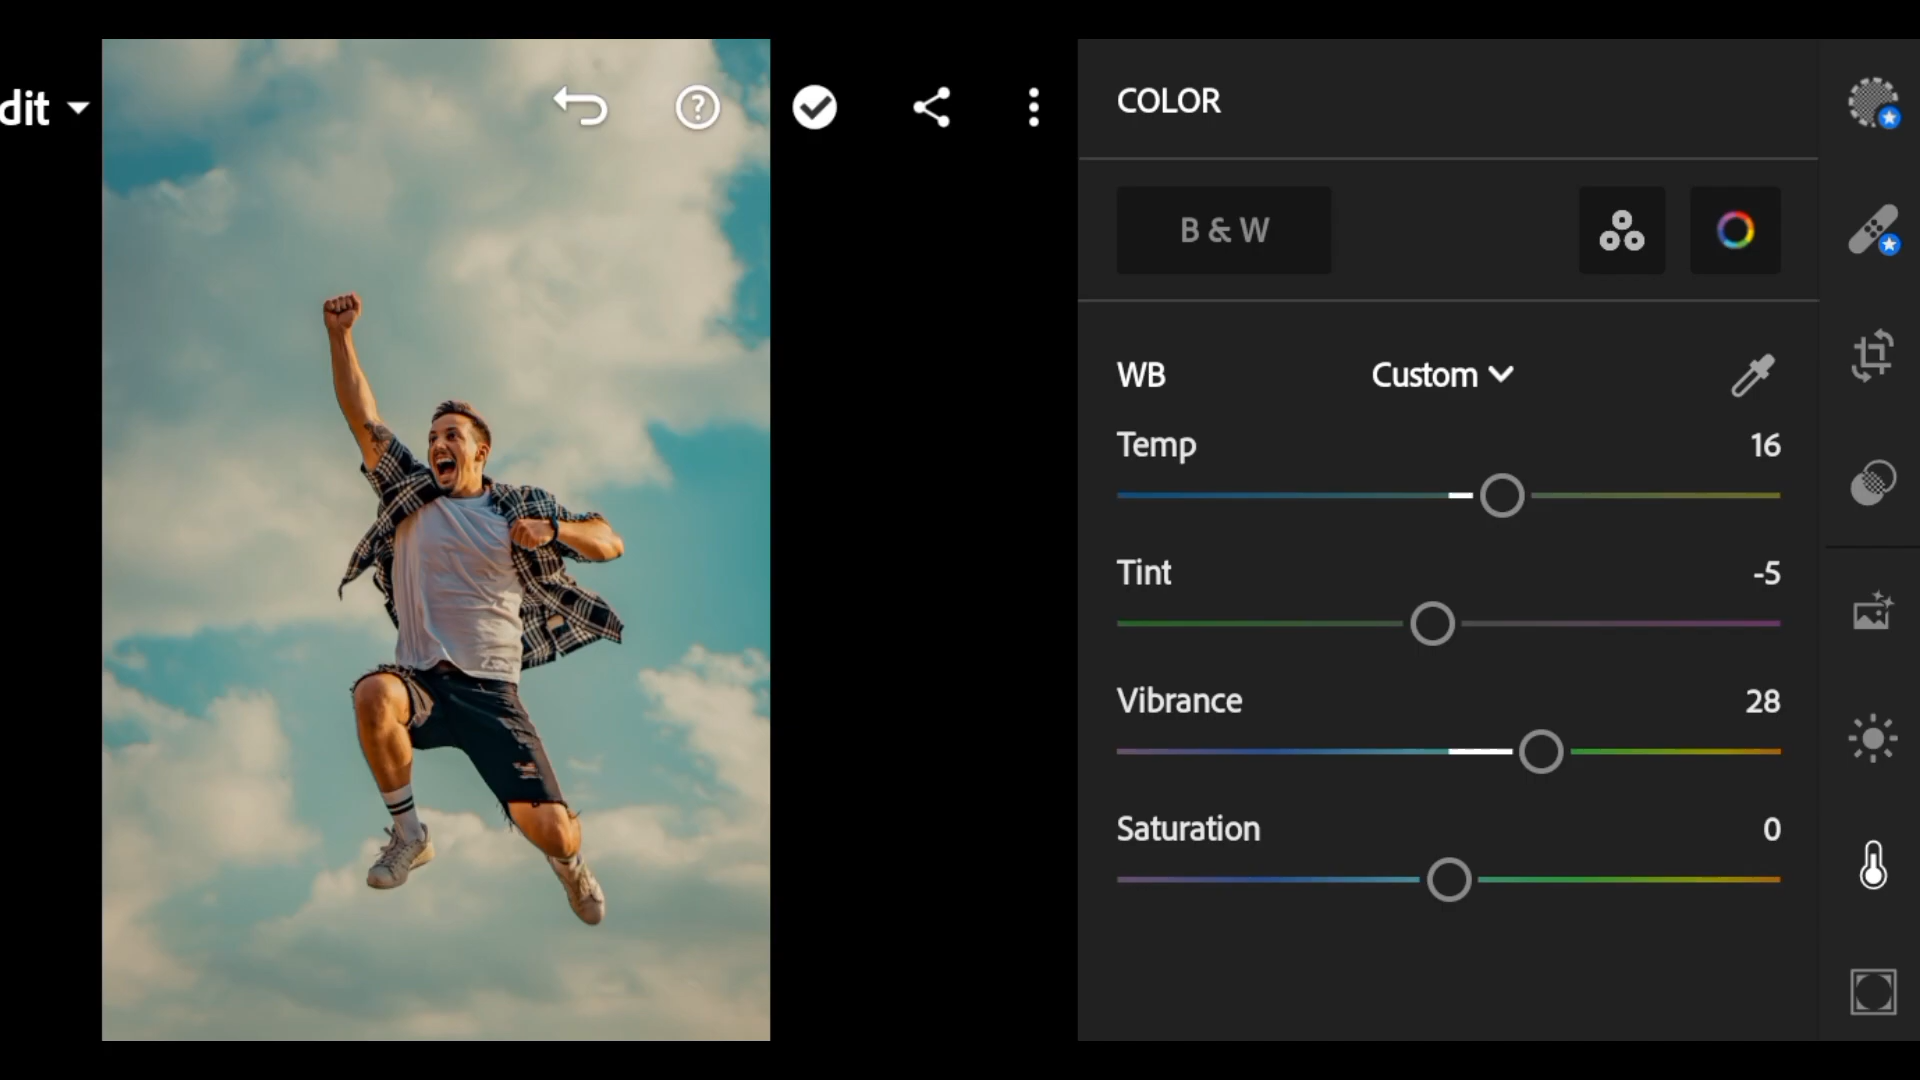 dit
COLOR
B & W
WB Custom
Temp 16
Tint -5
Vibrance 28
Saturation 0